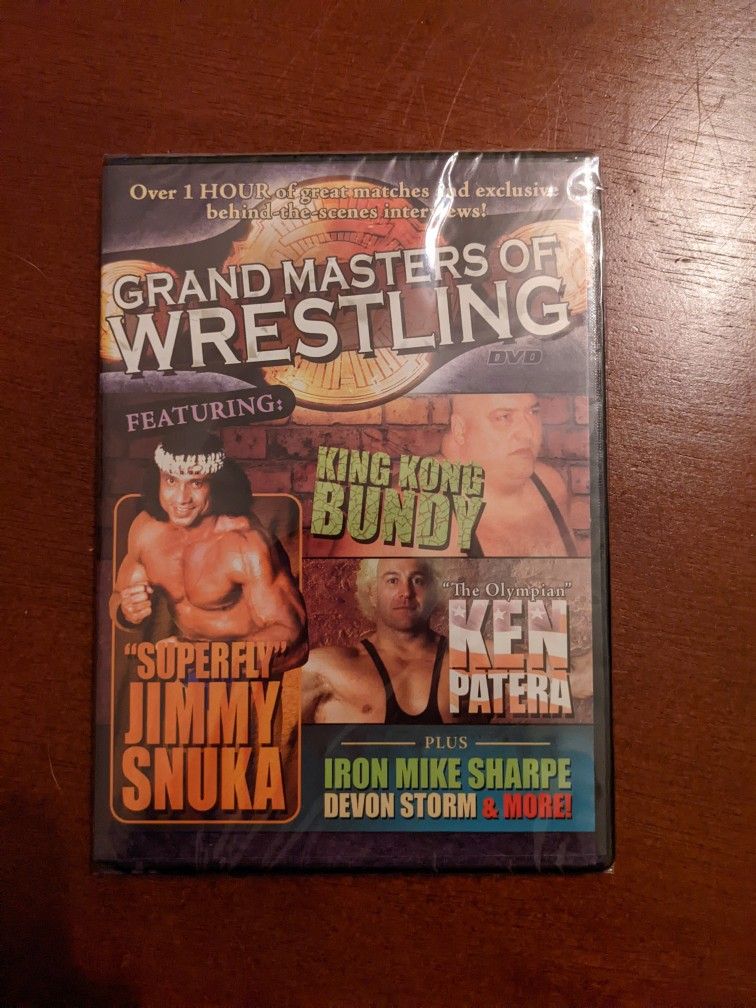 Over 1 HOUR of great matches and exclusive
behind-the-scenes interviews!
GRAND MASTERS OF
WRESTLING
DVD
FEATURING:
KING KONG
BUNDY
"The Olympian"
KEN
PATERA
"SUPERFLY"
JIMMY
SNUKA
PLUS
IRON MIKE SHARPE
DEVON STORM & MORE!